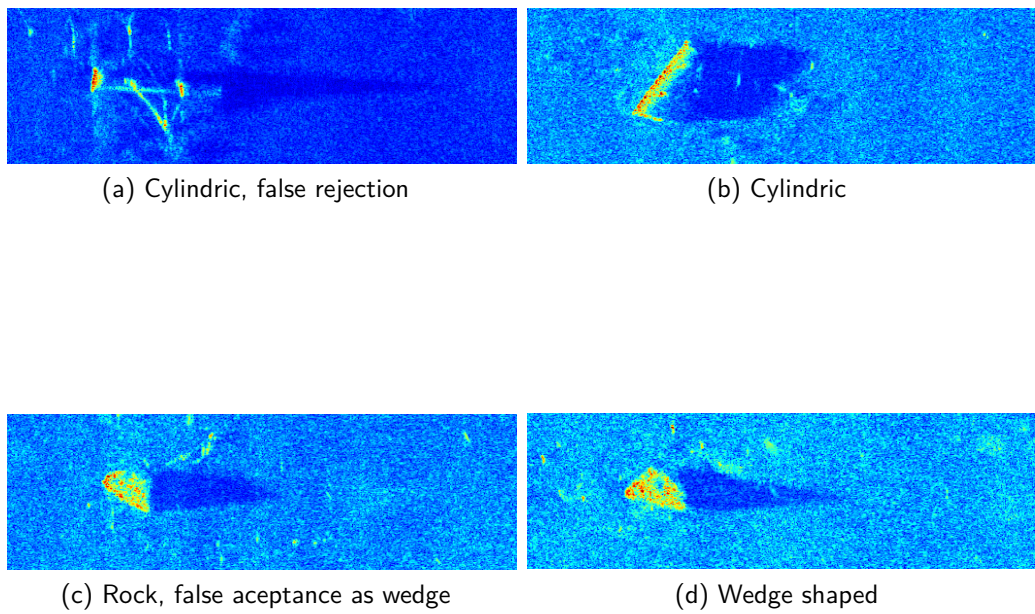 (a) Cylindric, false rejection
(b) Cylindric
(c) Rock, false aceptance as wedge
(d) Wedge shaped